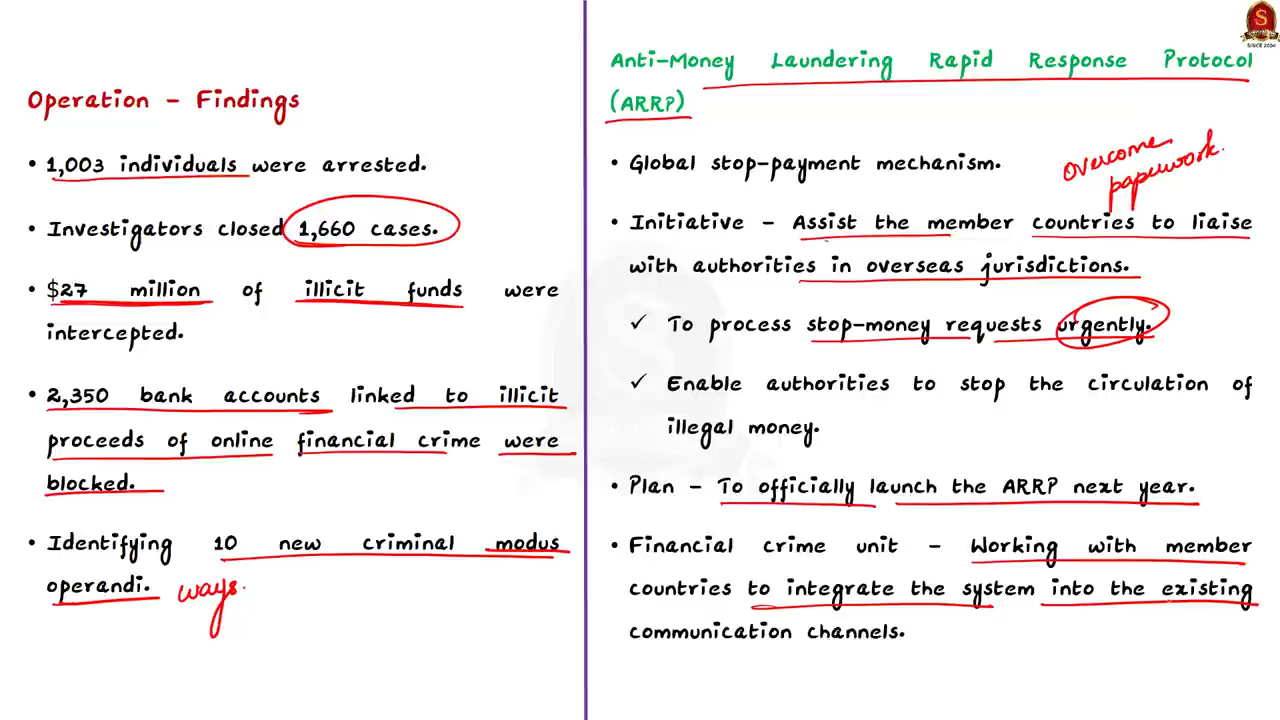 Operation - Findings
• 1,003 individuals were arrested.
• Investigators closed 1,660 cases.
• $27 million of illicit funds were
intercepted.
• 2,350 bank accounts linked to illicit
proceeds of online financial crime were
blocked.
• Identifying 10 new criminal modus
operandi. ways.
Anti-Money Laundering Rapid Response Protocol
(ARRP)
• Global stop-payment mechanism.
overcome
paperwork.
• Initiative - Assist the member countries to liaise
with authorities in overseas jurisdictions.
✓ To process stop-money requests urgently.
✓ Enable authorities to stop the circulation of
illegal money.
• Plan - To officially launch the ARRP next year.
• Financial crime unit - Working with member
countries to integrate the system into the existing
communication channels.
S
SINCE 2004